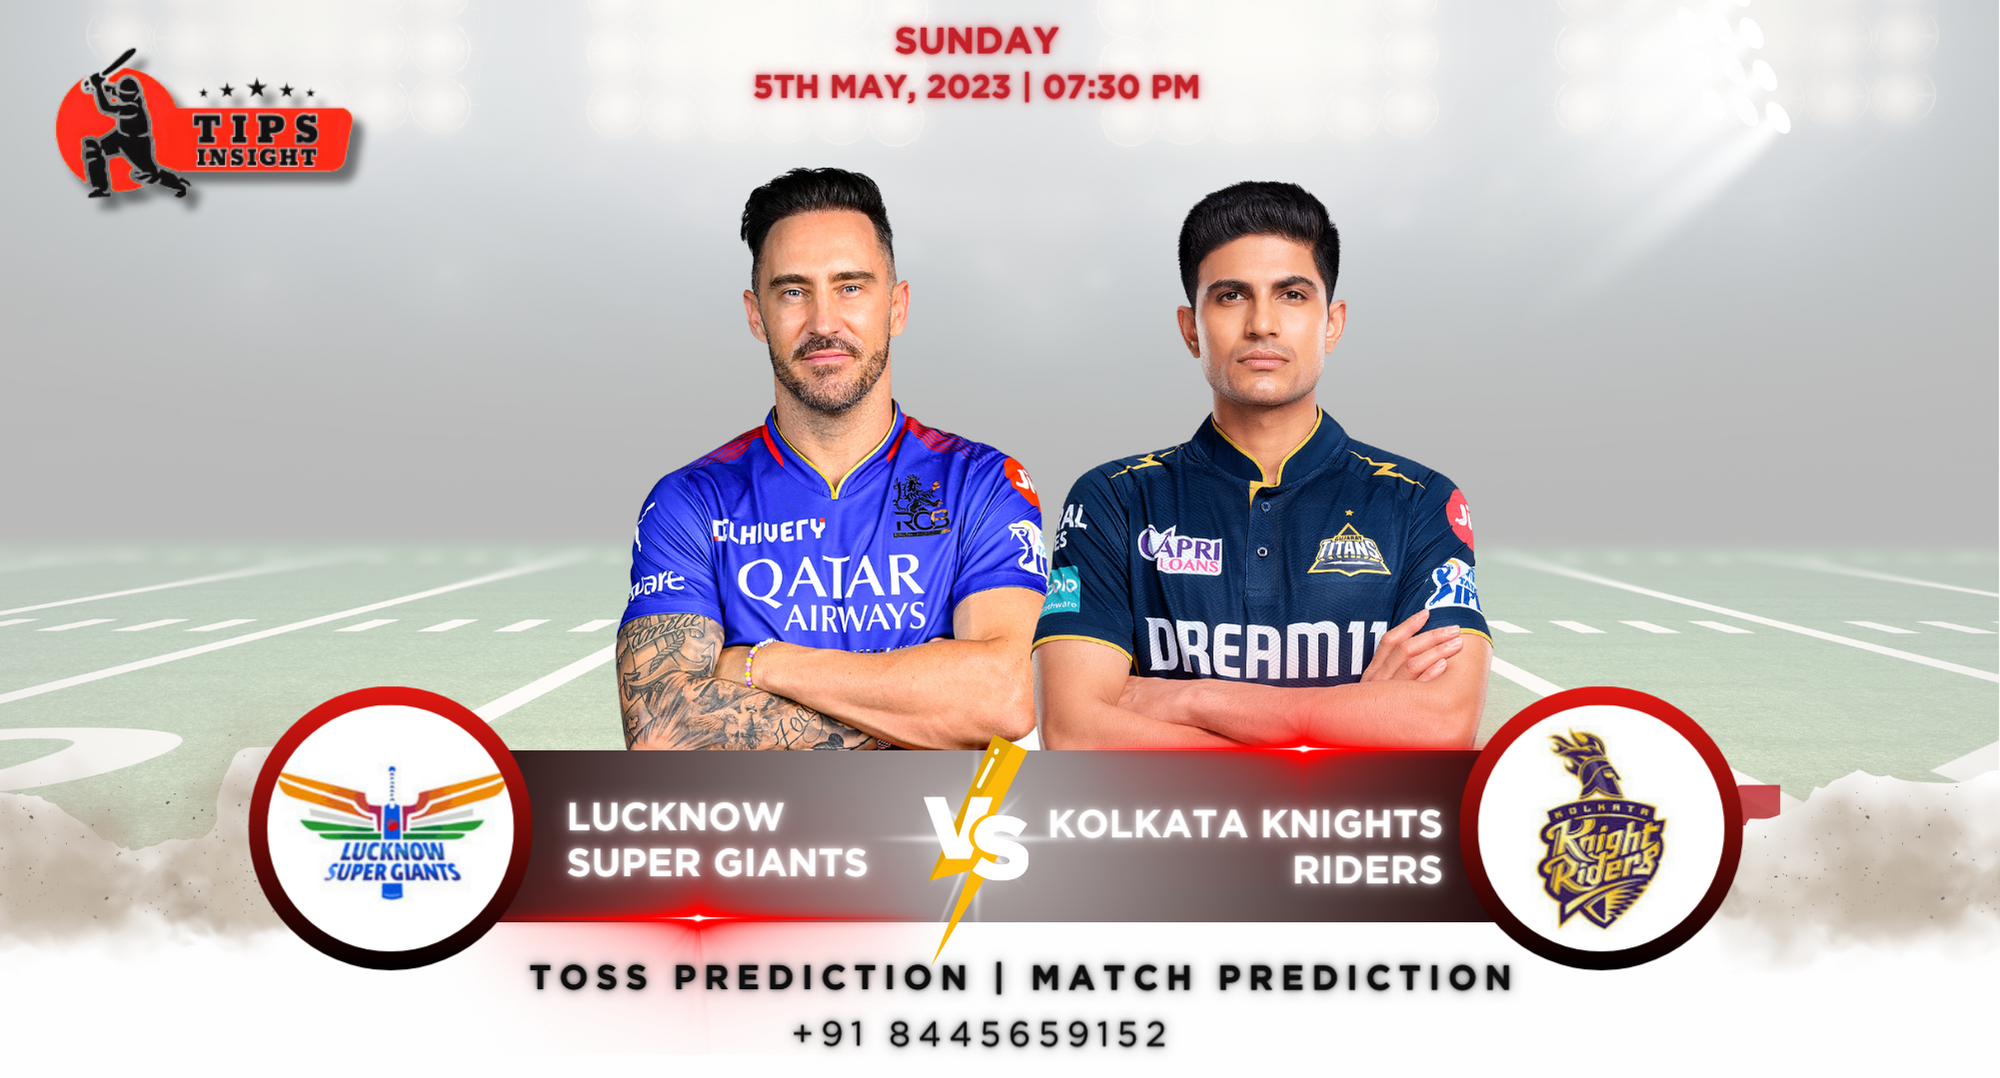 SUNDAY
5TH MAY, 2023 | 07:30 PM
TIPS
INSIGHT
DELHIVERY
RCB
QATAR
AIRWAYS
CAPRI
LOANS
TITANS
DREAM11
LUCKNOW
SUPER GIANTS
LUCKNOW
SUPER GIANTS
VS
KOLKATA KNIGHTS
RIDERS
KOLKATA
Knight
Riders
TOSS PREDICTION | MATCH PREDICTION
+91 8445659152